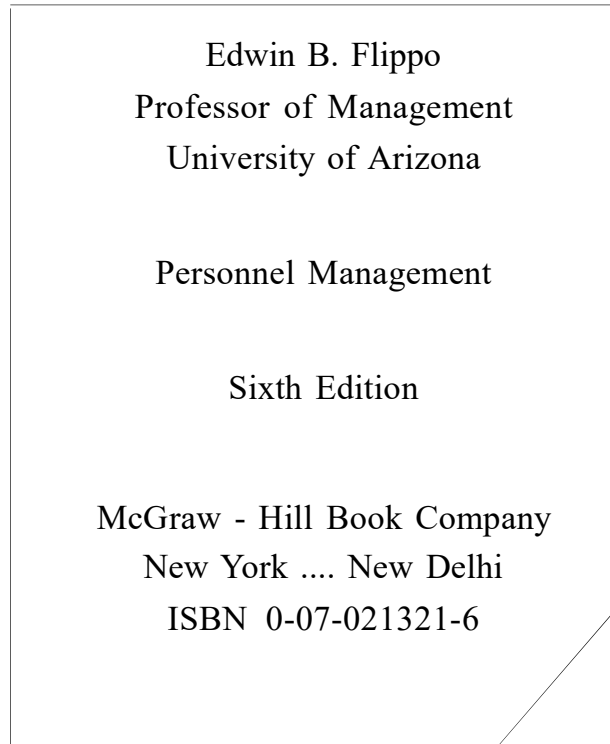 Edwin B. Flippo
Professor of Management
University of Arizona
Personnel Management
Sixth Edition
McGraw - Hill Book Company
New York .... New Delhi
ISBN 0-07-021321-6